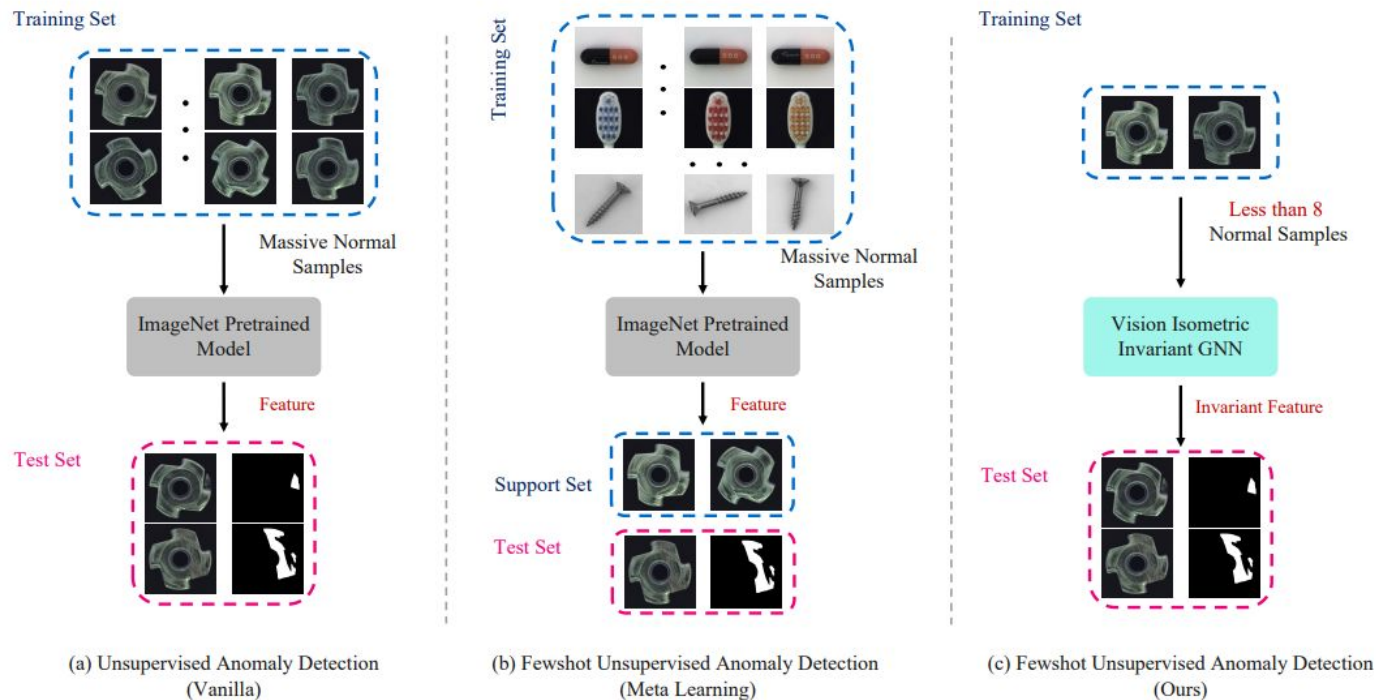 Training Set
Massive Normal
Samples
ImageNet Pretrained
Model
Feature
Test Set
(a) Unsupervised Anomaly Detection
(Vanilla)
Training Set
Massive Normal
Samples
ImageNet Pretrained
Model
Feature
Support Set
Test Set
(b) Fewshot Unsupervised Anomaly Detection
(Meta Learning)
Training Set
Less than 8
Normal Samples
Vision Isometric
Invariant GNN
Invariant Feature
Test Set
(c) Fewshot Unsupervised Anomaly Detection
(Ours)